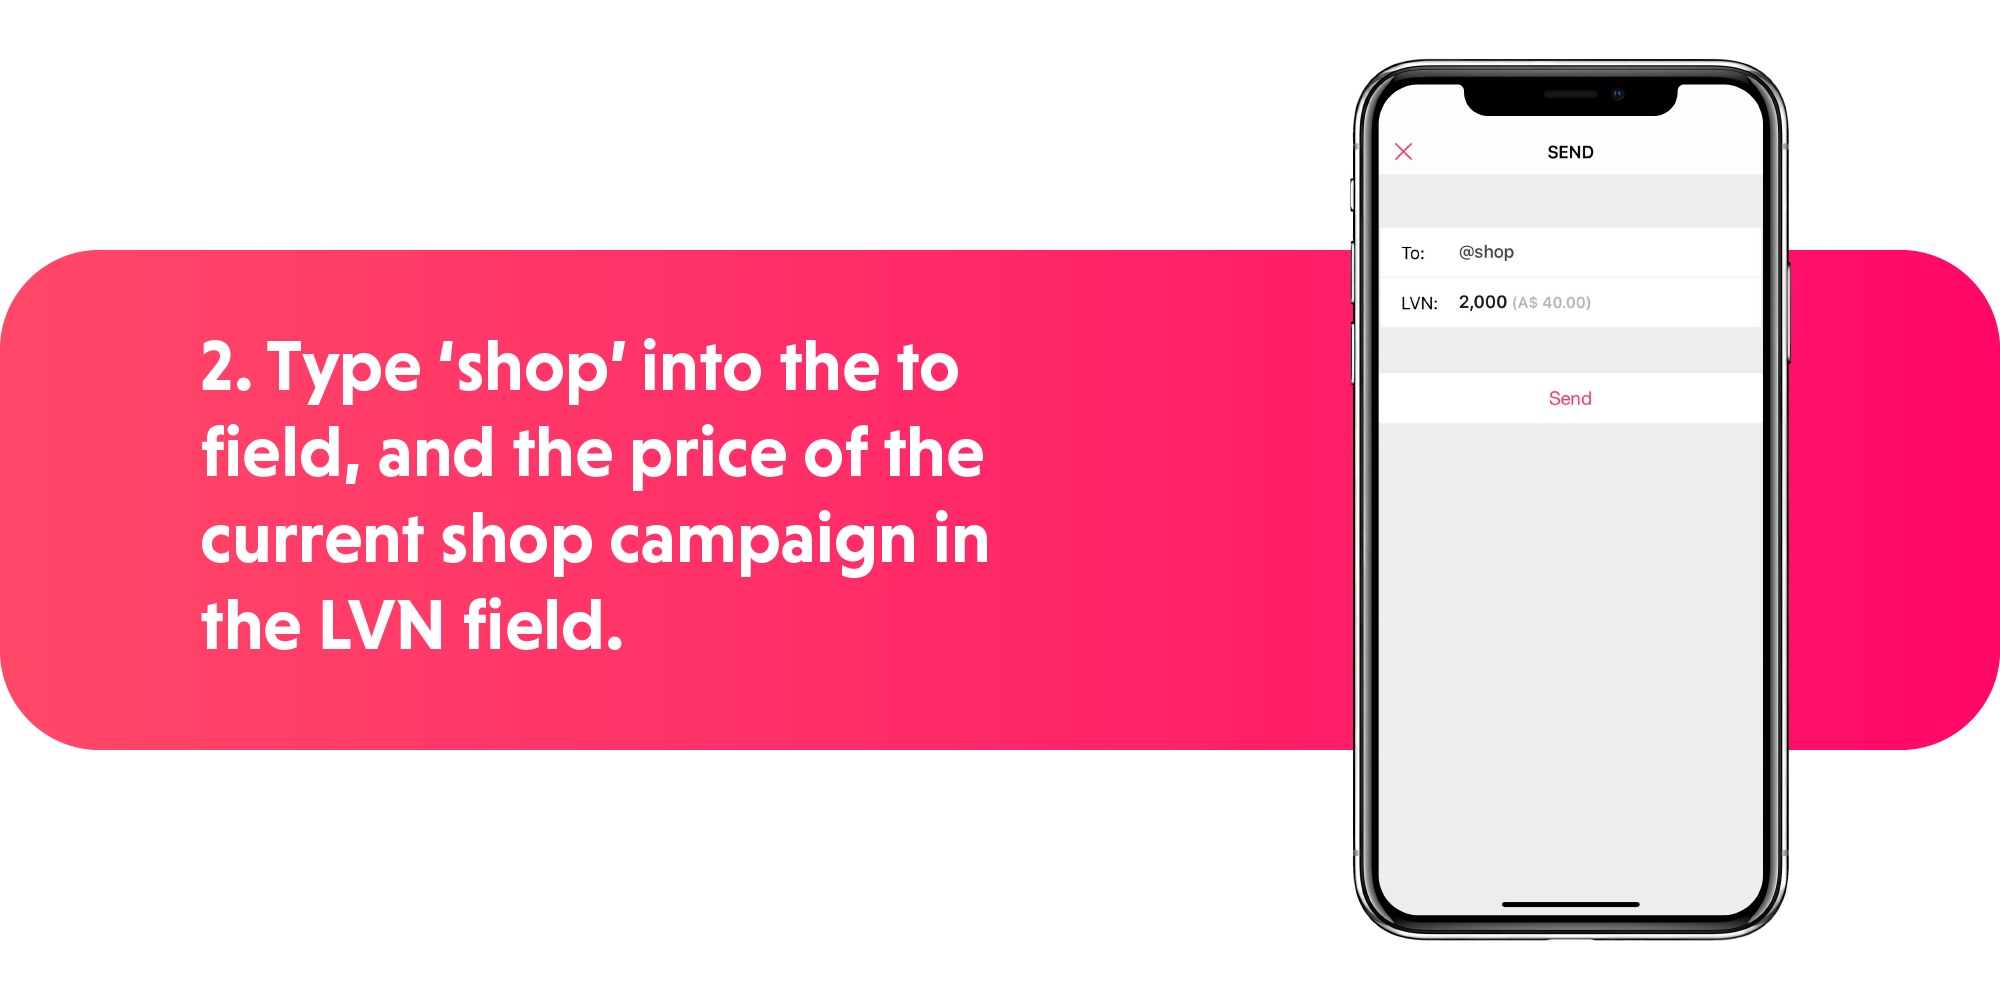 2. Type ‘shop’ into the to
field, and the price of the
current shop campaign in
the LVN field.
SEND
To: @shop
LVN: 2,000 (A$ 40.00)
Send